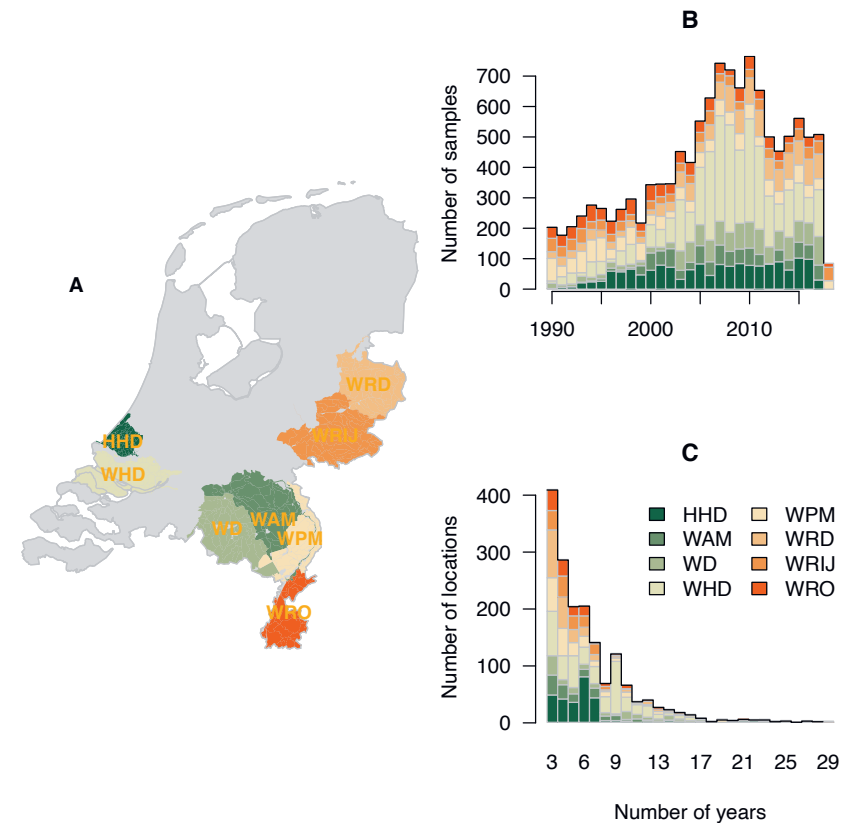 A
WRD
WRIJ
HHD
WHD
WAM
WD
WPM
WRO
B
Number of samples
700
600
500
400
300
200
100
0
1990 2000 2010
C
Number of locations
400
300
200
100
0
HHD WPM
WAM WRD
WD WRIJ
WHD WRO
3 6 9 13 17 21 25 29
Number of years